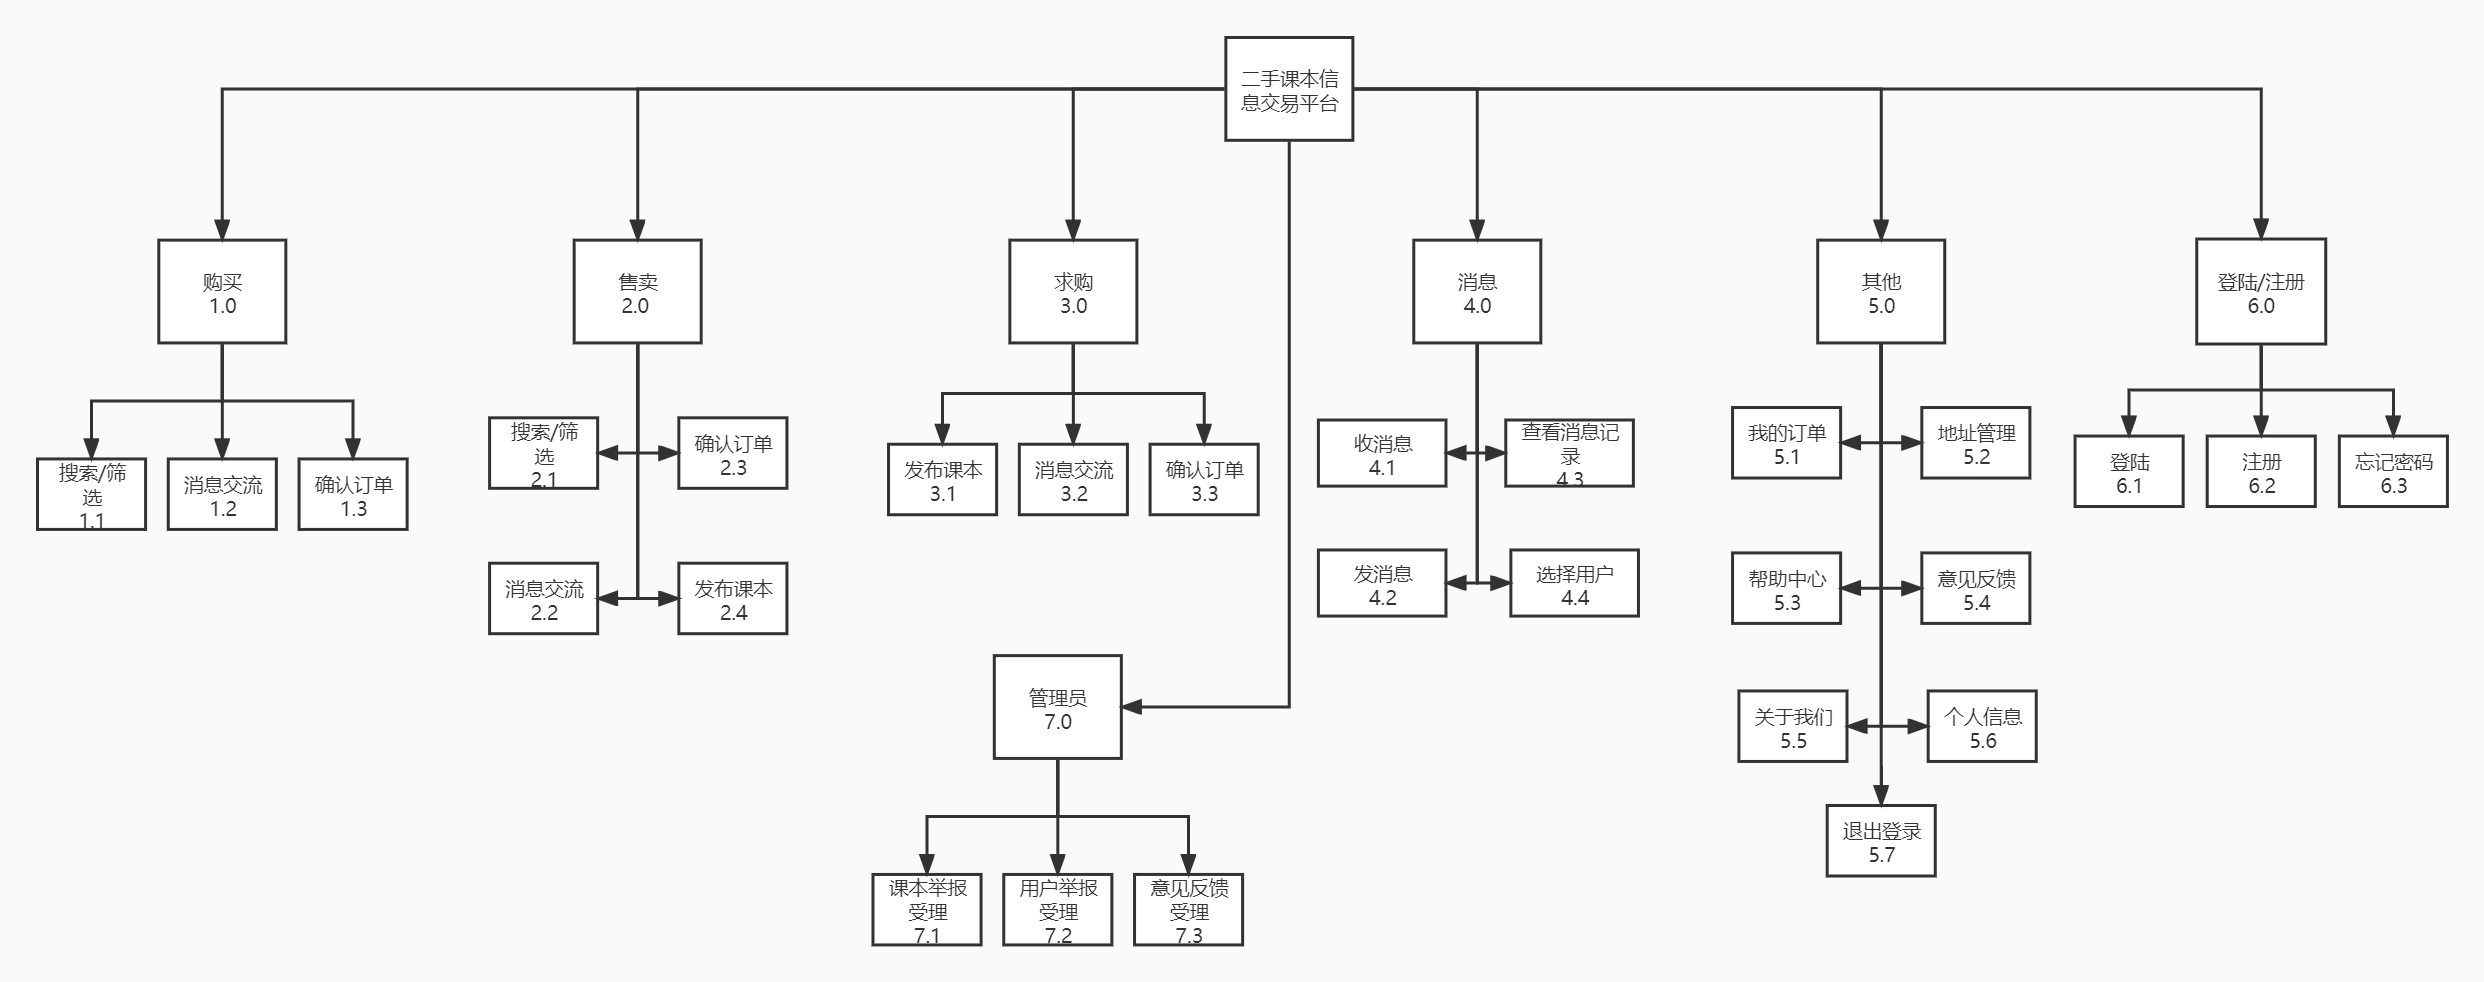 二手课本信
息交易平台
购买
1.0
售卖
2.0
求购
3.0
消息
4.0
其他
5.0
登陆/注册
6.0
搜索/筛
选
1.1
消息交流
1.2
确认订单
1.3
搜索/筛
选
2.1
确认订单
2.3
消息交流
2.2
发布课本
2.4
发布课本
3.1
消息交流
3.2
确认订单
3.3
收消息
4.1
查看消息记
录
4.3
发消息
4.2
选择用户
4.4
我的订单
5.1
地址管理
5.2
帮助中心
5.3
意见反馈
5.4
关于我们
5.5
个人信息
5.6
退出登录
5.7
登陆
6.1
注册
6.2
忘记密码
6.3
管理员
7.0
课本举报
受理
7.1
用户举报
受理
7.2
意见反馈
受理
7.3